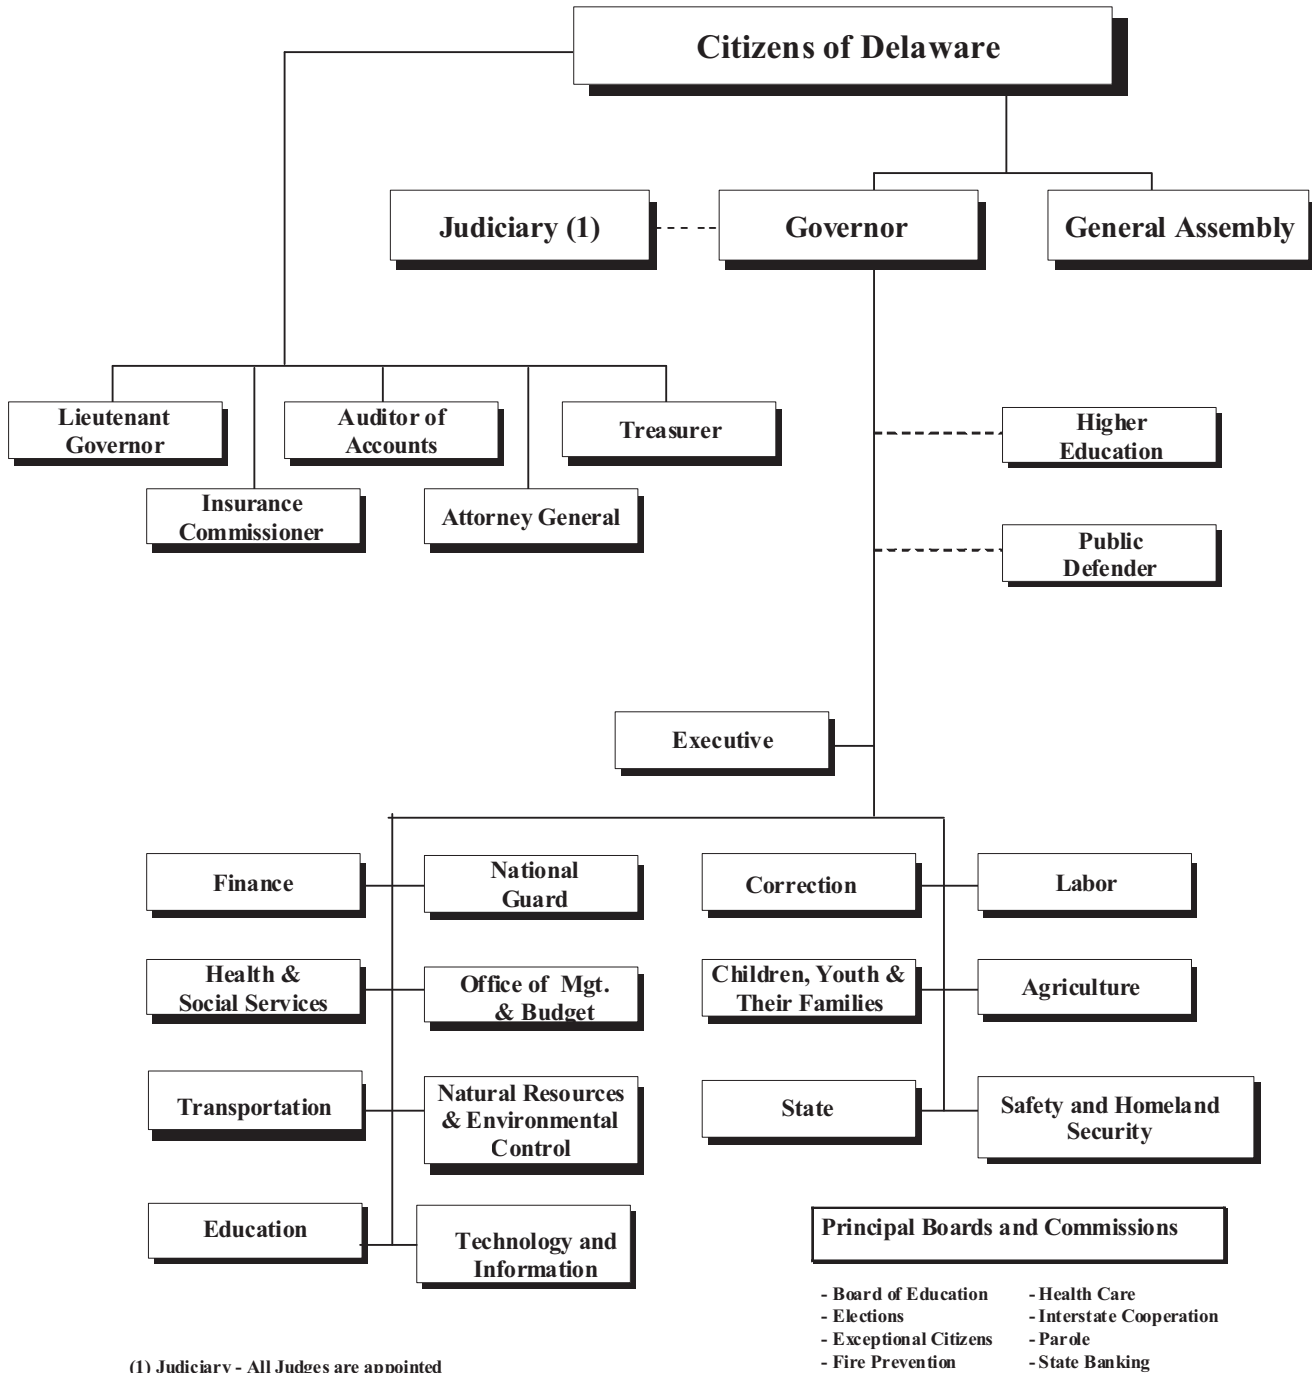 Citizens of Delaware
Judiciary (1)
Governor
General Assembly
Lieutenant
Governor
Auditor of
Accounts
Treasurer
Insurance
Commissioner
Attorney General
Higher
Education
Public
Defender
Executive
Finance
National
Guard
Correction
Labor
Health &
Social Services
Office of Mgt.
& Budget
Children, Youth &
Their Families
Agriculture
Transportation
Natural Resources
& Environmental
Control
State
Safety and Homeland
Security
Education
Technology and
Information
Principal Boards and Commissions
- Board of Education
- Elections
- Exceptional Citizens
- Fire Prevention
- Health Care
- Interstate Cooperation
- Parole
- State Banking
(1) Judiciary - All Judges are appointed